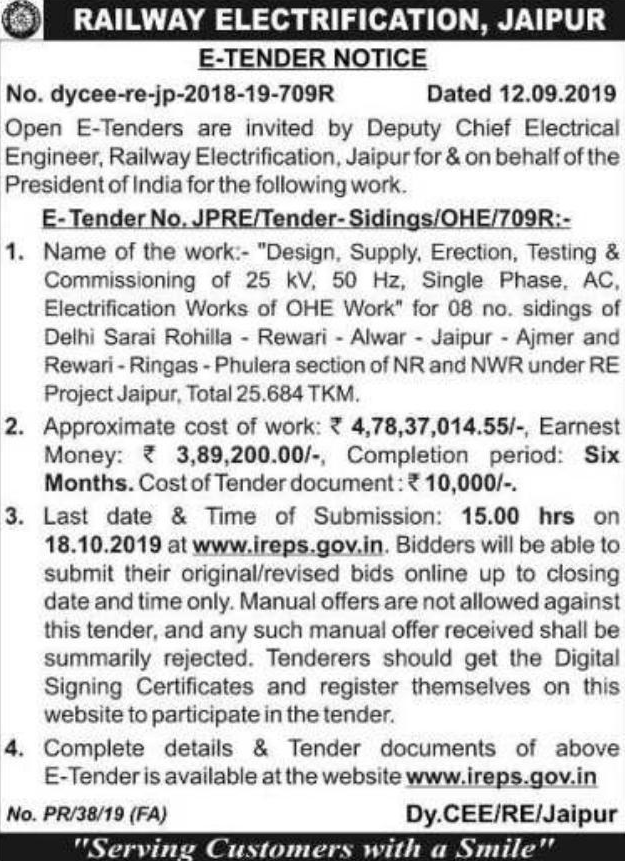 RAILWAY ELECTRIFICATION, JAIPUR
E-TENDER NOTICE
No. dycee-re-jp-2018-19-709R Dated 12.09.2019
Open E-Tenders are invited by Deputy Chief Electrical
Engineer, Railway Electrification, Jaipur for & on behalf of the
President of India for the following work.
E- Tender No. JPRE/Tender- Sidings/OHE/709R:-
1. Name of the work:- "Design, Supply, Erection, Testing &
Commissioning of 25 kV, 50 Hz, Single Phase, AC,
Electrification Works of OHE Work" for 08 no. sidings of
Delhi Sarai Rohilla - Rewari - Alwar - Jaipur - Ajmer and
Rewari - Ringas - Phulera section of NR and NWR under RE
Project Jaipur, Total 25.684 TKM.
2. Approximate cost of work: ₹ 4,78,37,014.55/-, Earnest
Money: ₹ 3,89,200.00/-, Completion period: Six
Months. Cost of Tender document : ₹ 10,000/-.
3. Last date & Time of Submission: 15.00 hrs on
18.10.2019 at www.ireps.gov.in. Bidders will be able to
submit their original/revised bids online up to closing
date and time only. Manual offers are not allowed against
this tender, and any such manual offer received shall be
summarily rejected. Tenderers should get the Digital
Signing Certificates and register themselves on this
website to participate in the tender.
4. Complete details & Tender documents of above
E-Tender is available at the website www.ireps.gov.in
No. PR/38/19 (FA) Dy.CEE/RE/Jaipur
"Serving Customers with a Smile"